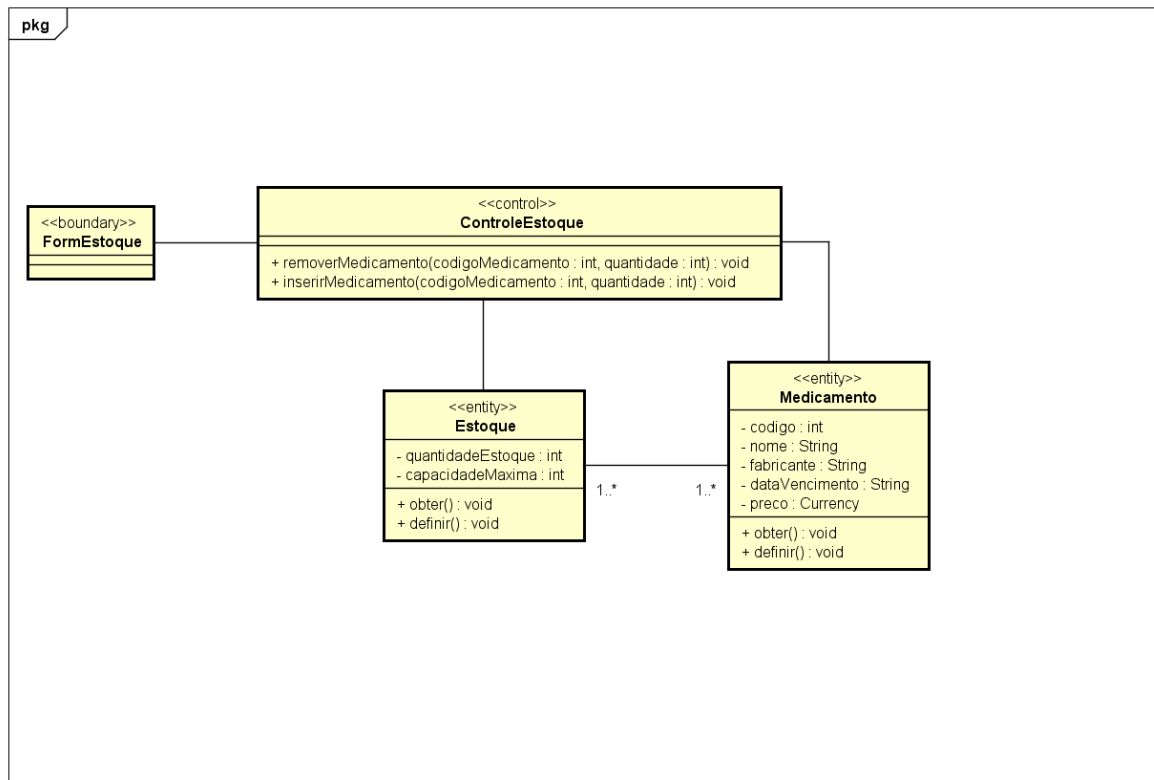 pkg
<<boundary>>
FormEstoque
<<control>>
ControleEstoque
+ removerMedicamento(codigoMedicamento : int, quantidade : int) : void
+ inserirMedicamento(codigoMedicamento : int, quantidade : int) : void
<<entity>>
Estoque
- quantidadeEstoque : int
- capacidadeMaxima : int
+ obter() : void
+ definir() : void
1..*
1..*
<<entity>>
Medicamento
- codigo : int
- nome : String
- fabricante : String
- dataVencimento : String
- preco : Currency
+ obter() : void
+ definir() : void